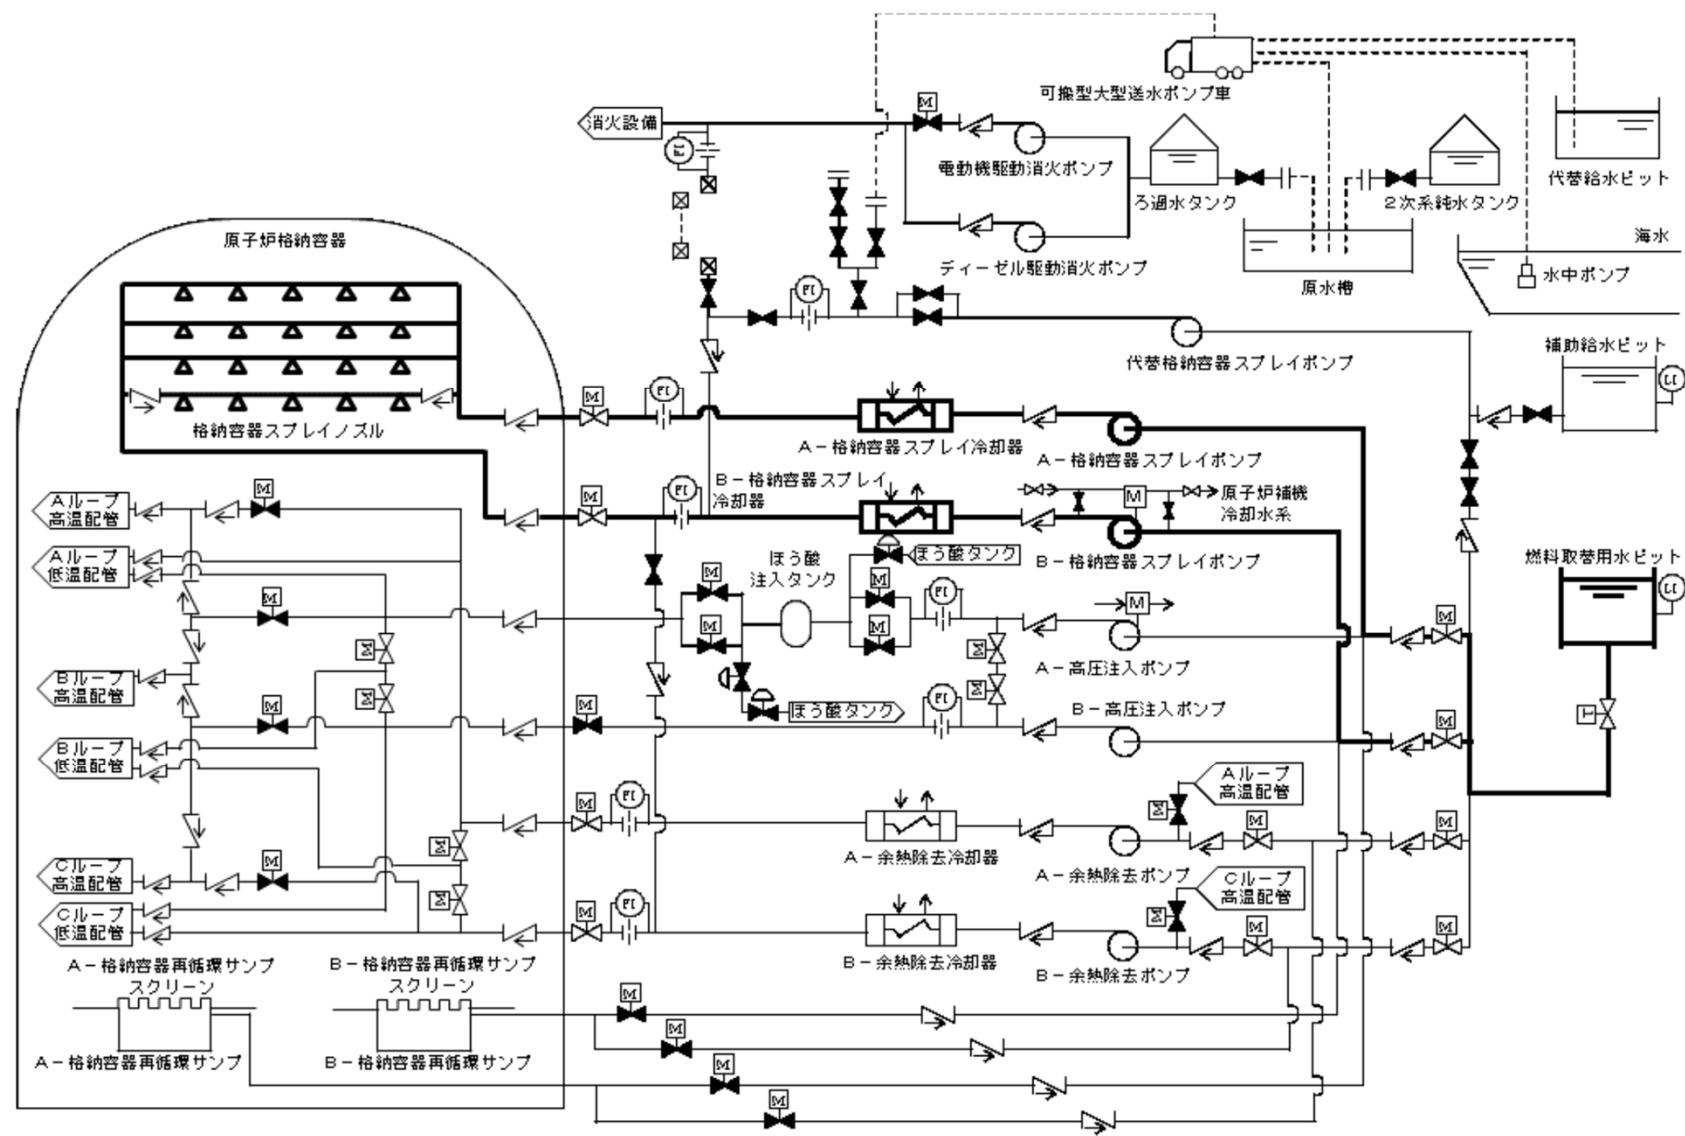 可搬型大型送水ポンプ車
消火設備
M
FI
電動機駆動消火ポンプ
ろ過水タンク
2次系純水タンク
代替給水ピット
海水
水中ポンプ
原水槽
ディーゼル駆動消火ポンプ
FI
代替格納容器スプレイポンプ
補助給水ピット
LI
原子炉格納容器
格納容器スプレイノズル
M
FI
A-格納容器スプレイ冷却器
A-格納容器スプレイポンプ
B-格納容器スプレイ
冷却器
M
FI
M
原子炉補機
冷却水系
B-格納容器スプレイポンプ
Aループ
高温配管
M
Aループ
低温配管
ほう酸
注入タンク
ほう酸タンク
燃料取替用水ピット
LI
M
M
M
M
M
FI
M
A-高圧注入ポンプ
M
M
M
M
Bループ
高温配管
M
M
M
FI
ほう酸タンク
B-高圧注入ポンプ
M
T
Bループ
低温配管
Aループ
高温配管
M
FI
M
M
M
A-余熱除去冷却器
A-余熱除去ポンプ
M
Cループ
高温配管
M
Cループ
高温配管
M
Cループ
低温配管
M
FI
M
M
M
B-余熱除去冷却器
B-余熱除去ポンプ
A-格納容器再循環サンプ
スクリーン
B-格納容器再循環サンプ
スクリーン
M
M
A-格納容器再循環サンプ
B-格納容器再循環サンプ
M
M